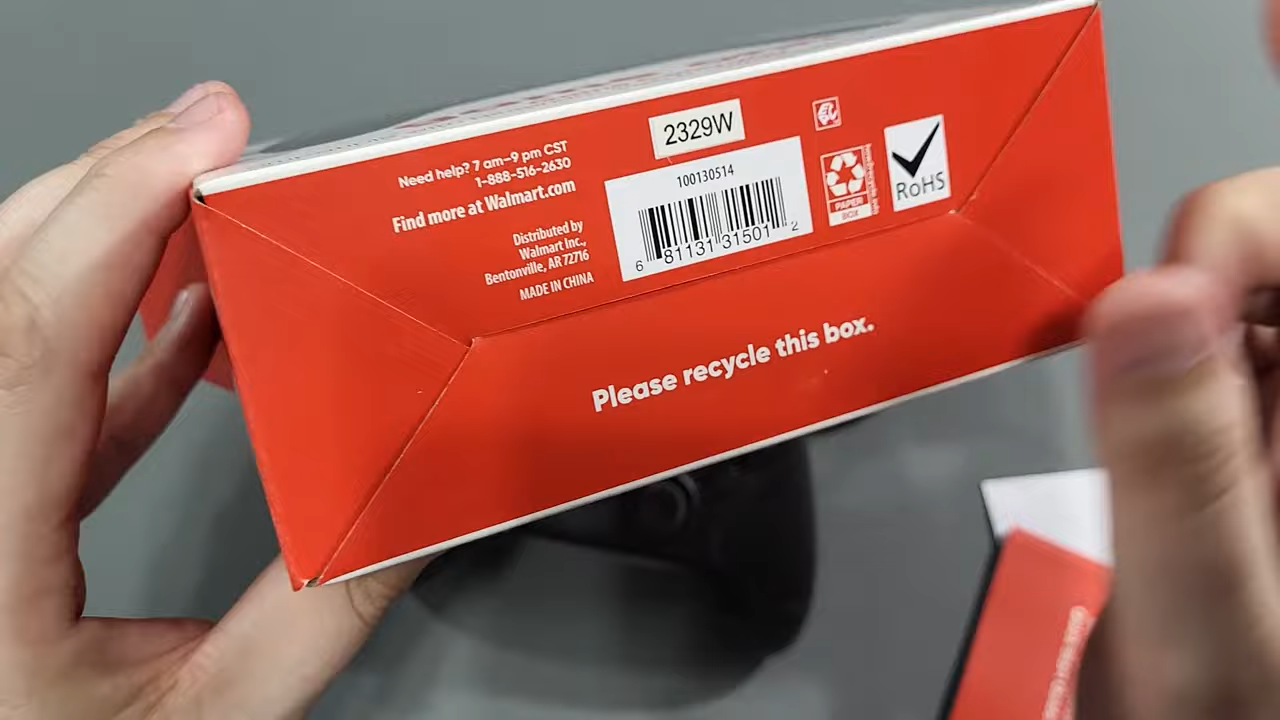 Need help? 7 am–9 pm CST
1-888-516-2630
Find more at Walmart.com
Distributed by
Walmart Inc.,
Bentonville, AR 72716
MADE IN CHINA
2329W
100130514
6 81131 31501 2
PAPER
BOX
RoHS
Please recycle this box.